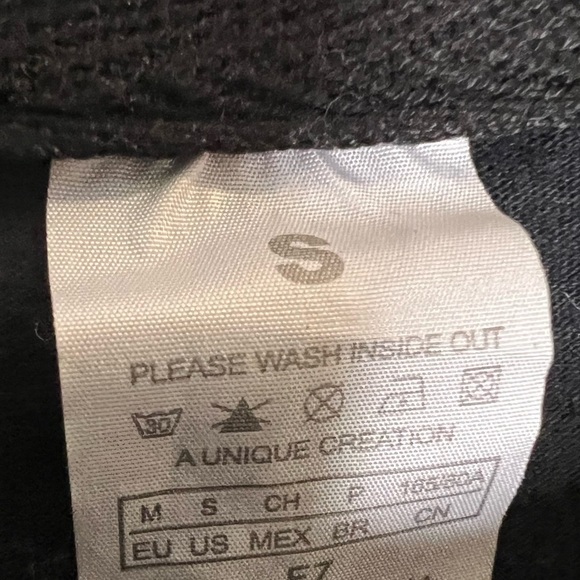 S
PLEASE WASH INSIDE OUT
30
A UNIQUE CREATION
M S CH P 165/80A
EU US MEX BR CN